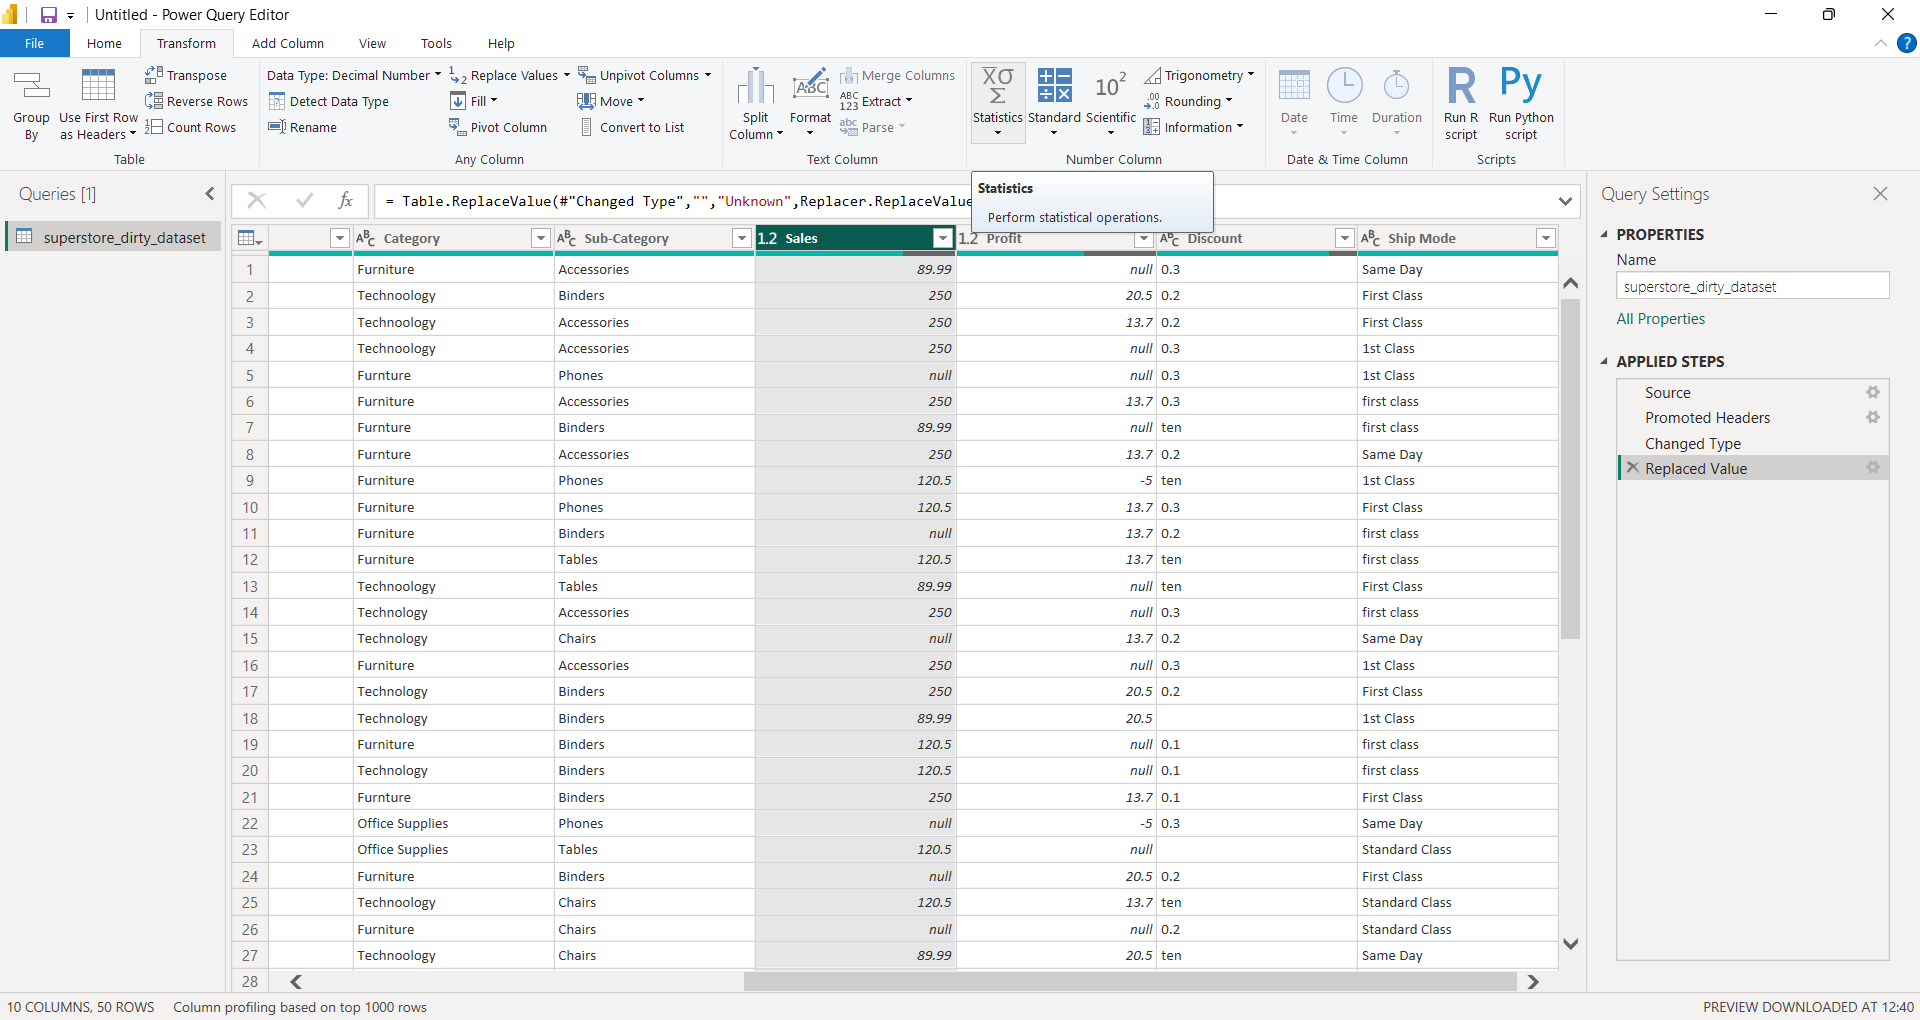 Untitled - Power Query Editor
File Home Transform Add Column View Tools Help
Group By
Use First Row as Headers
Transpose
Reverse Rows
Count Rows
Table
Data Type: Decimal Number
Detect Data Type
Rename
Replace Values
Fill
Pivot Column
Unpivot Columns
Move
Convert to List
Any Column
Split Column
Format
Merge Columns
Extract
Parse
Text Column
Statistics
Standard
Scientific
Trigonometry
Rounding
Information
Number Column
Date
Time
Duration
Date & Time Column
Run R script
Run Python script
Scripts
Queries [1]
superstore_dirty_dataset
= Table.ReplaceValue(#"Changed Type","","Unknown",Replacer.ReplaceValue
Statistics
Perform statistical operations.
Category Sub-Category 1.2 Sales 1.2 Profit Discount Ship Mode
1 Furniture Accessories 89.99 null 0.3 Same Day
2 Technoology Binders 250 20.5 0.2 First Class
3 Technoology Accessories 250 13.7 0.2 First Class
4 Technoology Accessories 250 null 0.3 1st Class
5 Furnture Phones null null 0.3 1st Class
6 Furniture Accessories 250 13.7 0.3 first class
7 Furnture Binders 89.99 null ten first class
8 Furnture Accessories 250 13.7 0.2 Same Day
9 Furniture Phones 120.5 -5 ten 1st Class
10 Furniture Phones 120.5 13.7 0.3 First Class
11 Furniture Binders null 13.7 0.2 first class
12 Furniture Tables 120.5 13.7 ten first class
13 Technoology Tables 89.99 null ten First Class
14 Technology Accessories 250 null 0.3 first class
15 Technology Chairs null 13.7 0.2 Same Day
16 Furniture Accessories 250 null 0.3 1st Class
17 Technology Binders 250 20.5 0.2 First Class
18 Technology Binders 89.99 20.5 1st Class
19 Furniture Binders 120.5 null 0.1 first class
20 Technology Binders 120.5 null 0.1 first class
21 Furnture Binders 250 13.7 0.1 First Class
22 Office Supplies Phones null -5 0.3 Same Day
23 Office Supplies Tables 120.5 null Standard Class
24 Furniture Binders null 20.5 0.2 First Class
25 Technoology Chairs 120.5 13.7 ten Standard Class
26 Furniture Chairs null null 0.2 Standard Class
27 Technoology Chairs 89.99 20.5 ten Same Day
28
Query Settings
PROPERTIES
Name
superstore_dirty_dataset
All Properties
APPLIED STEPS
Source
Promoted Headers
Changed Type
Replaced Value
10 COLUMNS, 50 ROWS Column profiling based on top 1000 rows
PREVIEW DOWNLOADED AT 12:40